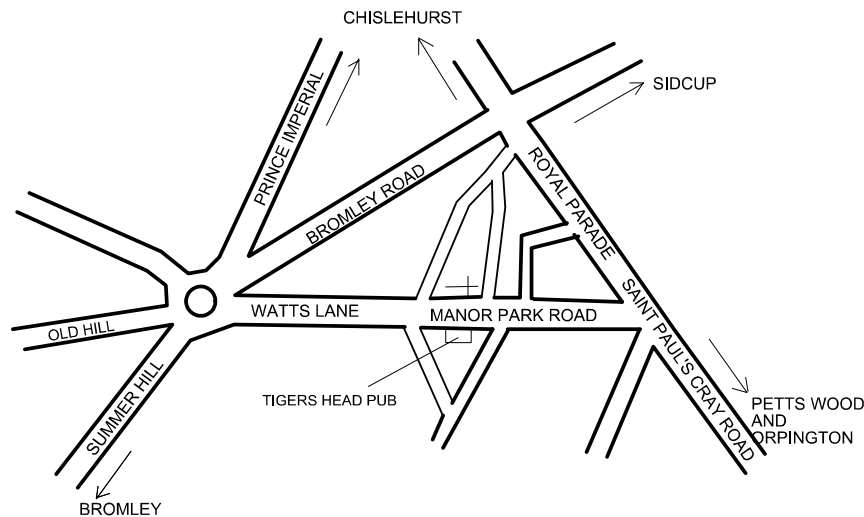 CHISLEHURST
SIDCUP
PRINCE IMPERIAL
BROMLEY ROAD
ROYAL PARADE
WATTS LANE
MANOR PARK ROAD
SAINT PAUL'S CRAY ROAD
OLD HILL
SUMMER HILL
TIGERS HEAD PUB
PETTS WOOD
AND
ORPINGTON
BROMLEY